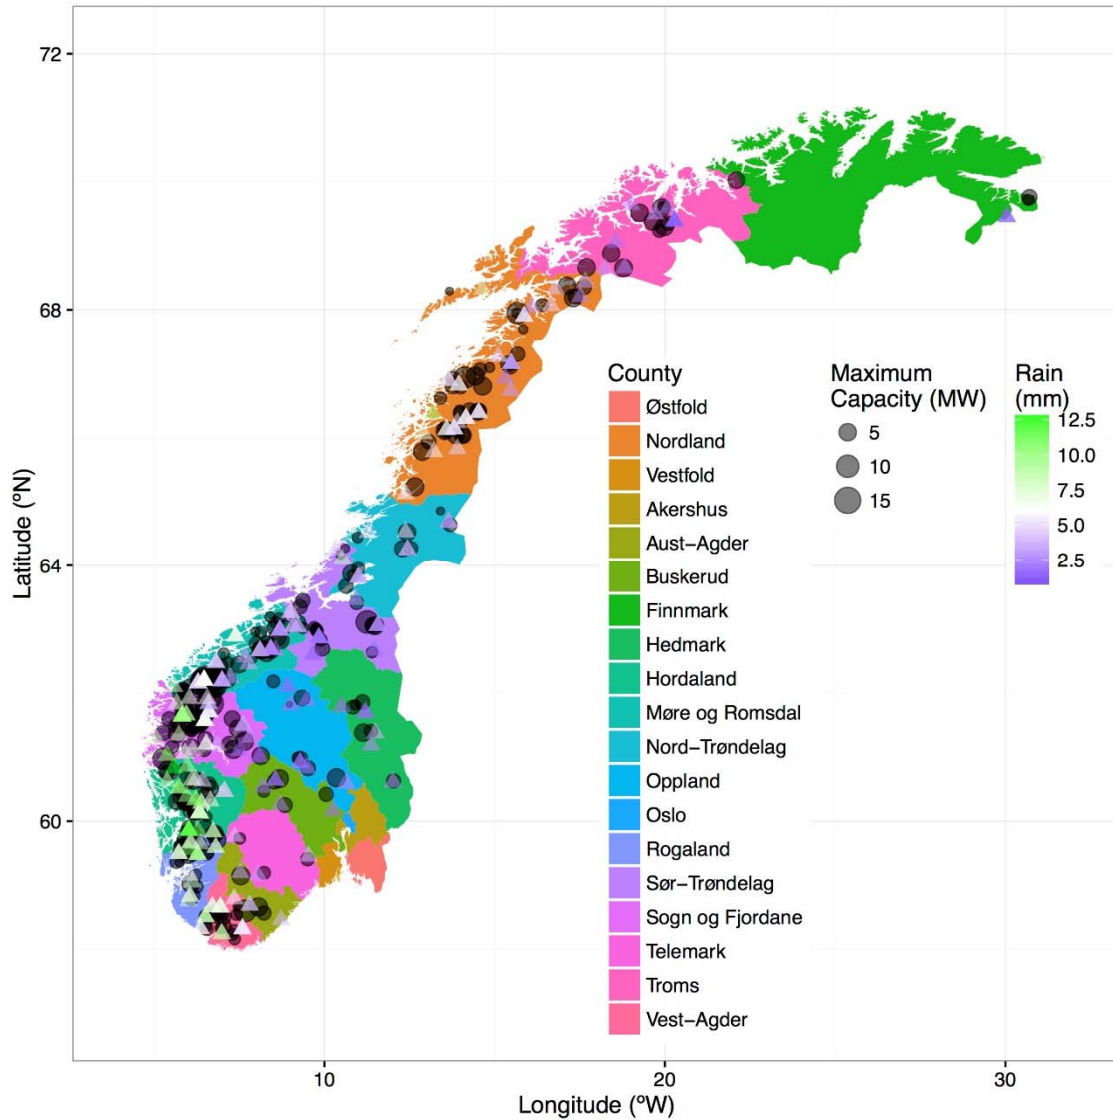 72
68
64
60
Latitude (ºN)
10
20
30
Longitude (ºW)
County
Østfold
Nordland
Vestfold
Akershus
Aust−Agder
Buskerud
Finnmark
Hedmark
Hordaland
Møre og Romsdal
Nord−Trøndelag
Oppland
Oslo
Rogaland
Sør−Trøndelag
Sogn og Fjordane
Telemark
Troms
Vest−Agder
Maximum
Capacity (MW)
5
10
15
Rain
(mm)
12.5
10.0
7.5
5.0
2.5